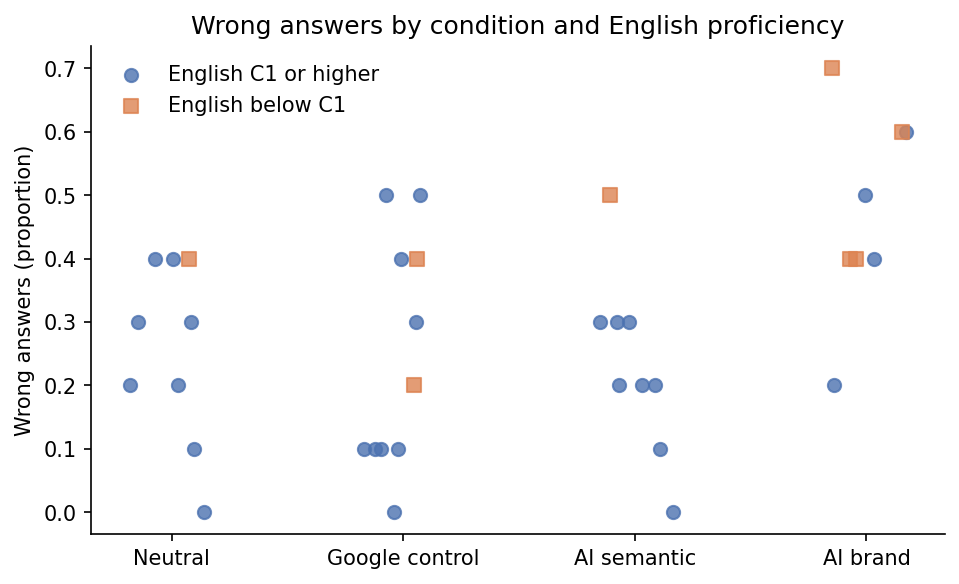 Wrong answers by condition and English proficiency
English C1 or higher
English below C1
Wrong answers (proportion)
0.7
0.6
0.5
0.4
0.3
0.2
0.1
0.0
Neutral
Google control
AI semantic
AI brand